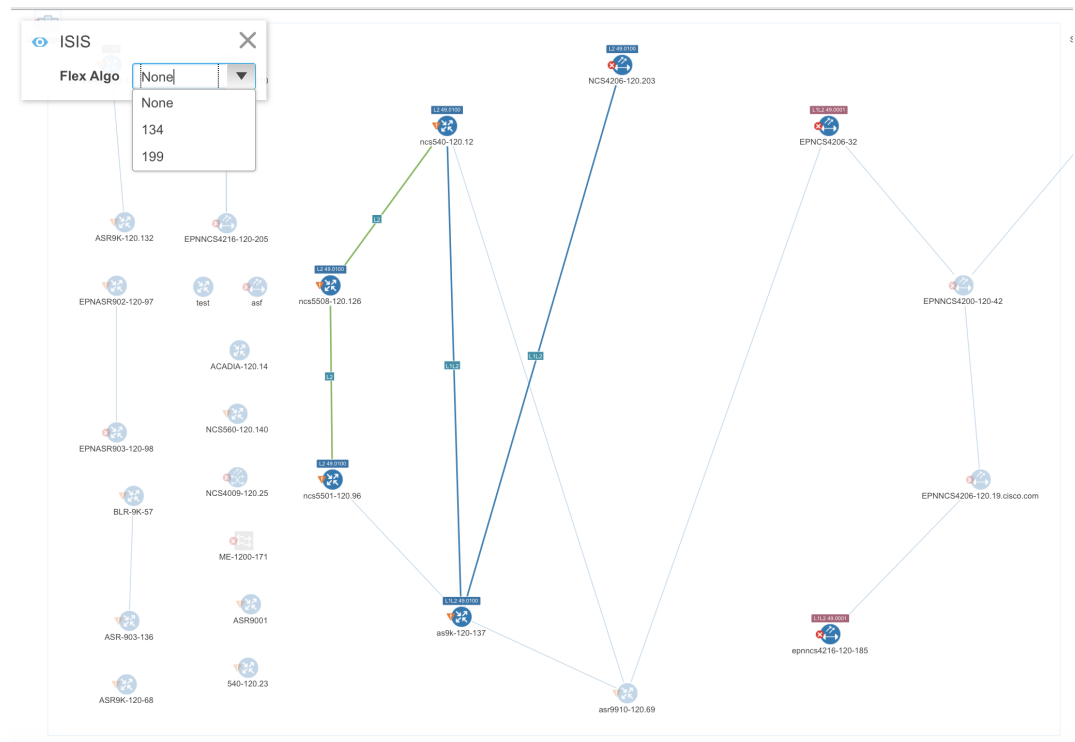 ISIS
Flex Algo
None
None
134
199
L2 49.0100
NCS4206-120.203
L2 49.0100
ncs540-120.12
L1L2 49.0001
EPNCS4206-32
L2
ASR9K-120.132
EPNNCS4216-120-205
L2 49.0100
ncs5508-120.126
EPNASR902-120-97
test
asf
EPNNCS4200-120-42
L1L2
L1L2
ACADIA-120.14
L2
NCS560-120.140
EPNASR903-120-98
L2 49.0100
ncs5501-120.96
NCS4009-120.25
EPNNCS4206-120.19.cisco.com
BLR-9K-57
ME-1200-171
L1L2 49.0100
as9k-120-137
ASR9001
L1L2 49.0001
epnncs4216-120-185
ASR-903-136
540-120.23
ASR9K-120-68
asr9910-120.69